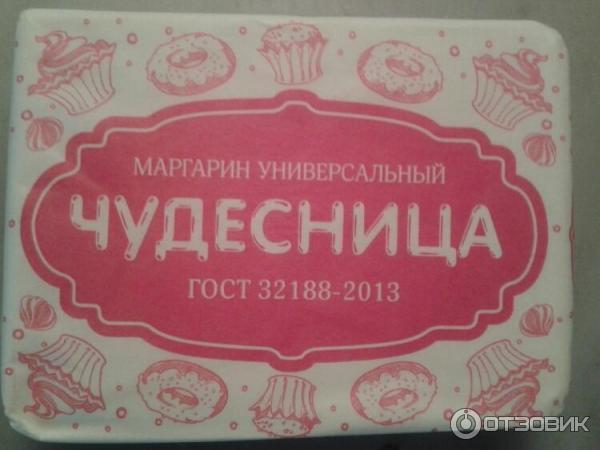 МАРГАРИН УНИВЕРСАЛЬНЫЙ
ЧУДЕСНИЦА
ГОСТ 32188-2013
ОТЗОВИК